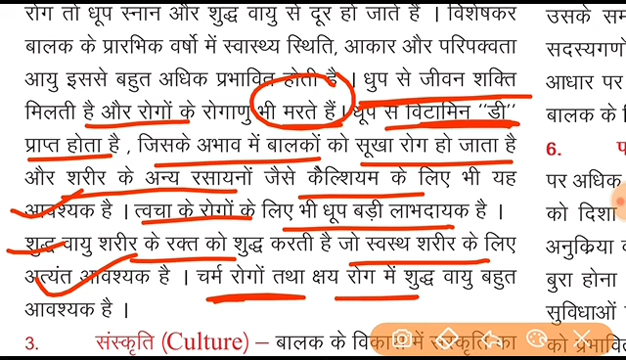 रोग तो धूप स्नान और शुद्ध वायु से दूर हो जाते हैं । विशेषकर
बालक के प्रारंभिक वर्षो में स्वास्थ्य स्थिति, आकार और परिपक्वता
आयु इससे बहुत अधिक प्रभावित होती है । धुप से जीवन शक्ति
मिलती है और रोगों के रोगाणु भी मरते हैं। धूप से विटामिन ''डी''
प्राप्त होता है , जिसके अभाव में बालकों को सूखा रोग हो जाता है
और शरीर के अन्य रसायनों जैसे कैल्शियम के लिए भी यह
आवश्यक है । त्वचा के रोगों के लिए भी धूप बड़ी लाभदायक है ।
शुद्ध वायु शरीर के रक्त को शुद्ध करती है जो स्वस्थ शरीर के लिए
अत्यंत आवश्यक है । चर्म रोगों तथा क्षय रोग में शुद्ध वायु बहुत
आवश्यक है ।
3. संस्कृति (Culture) – बालक के विकास में संस्कृति का
उसके
सदस्यगणों
आधार पर
बालक के
6.
पर अधिक
को दिशा
अनुकिया
बुरा होना
सुविधाओं
को